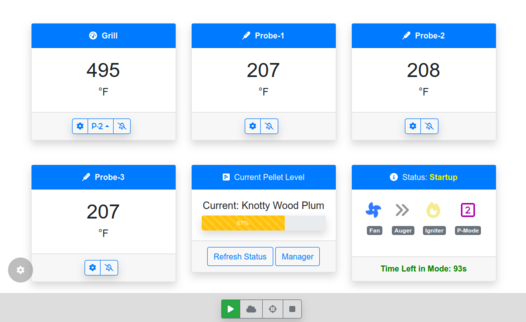 Grill
495
°F
P-2
Probe-1
207
°F
Probe-2
208
°F
Probe-3
207
°F
Current Pellet Level
Current: Knotty Wood Plum
Refresh Status
Manager
Status: Startup
2
Fan
Auger
Igniter
P-Mode
Time Left in Mode: 93s